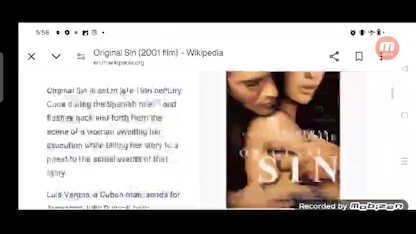 5:56
Original Sin (2001 film) - Wikipedia
en.m.wikipedia.org
Original Sin is set in late 19th century
Cuba during the Spanish rule, and
flashes back and forth from the
scene of a woman awaiting her
execution while telling her story to a
priest to the actual events of that
story.
Luis Vargas, a Cuban man, sends for
ORIGINAL
SIN
Recorded by Mobizen